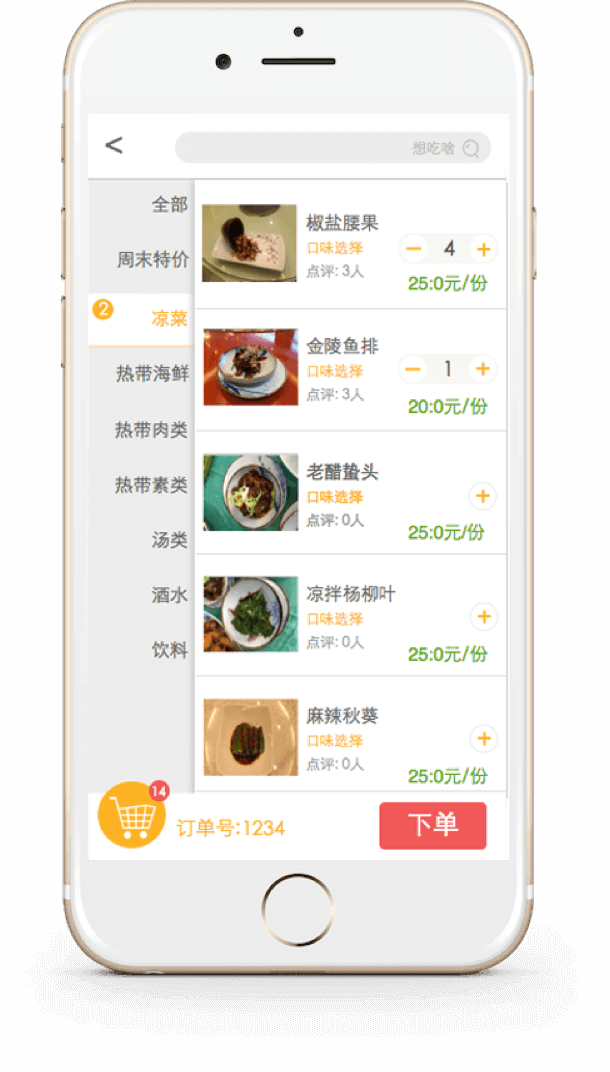 <
想吃啥
全部
周末特价
2
凉菜
热带海鲜
热带肉类
热带素类
汤类
酒水
饮料
椒盐腰果
口味选择
点评: 3人
− 4 +
25:0元/份
金陵鱼排
口味选择
点评: 3人
− 1 +
20:0元/份
老醋蛰头
口味选择
点评: 0人
+
25:0元/份
凉拌杨柳叶
口味选择
点评: 0人
+
25:0元/份
麻辣秋葵
口味选择
点评: 0人
+
25:0元/份
14
订单号:1234
下单